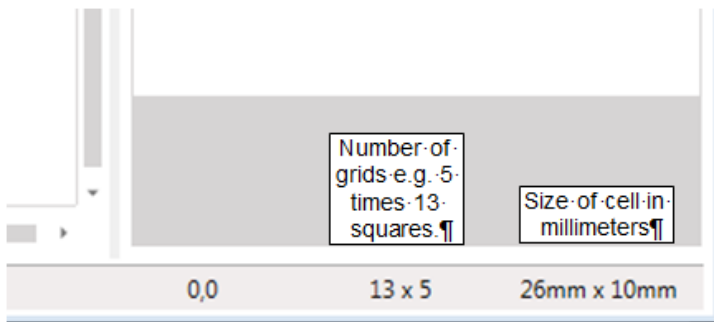 Number·of·
grids·e.g.·5·
times·13·
squares.¶
Size·of·cell·in·
millimeters¶
0,0
13 x 5
26mm x 10mm